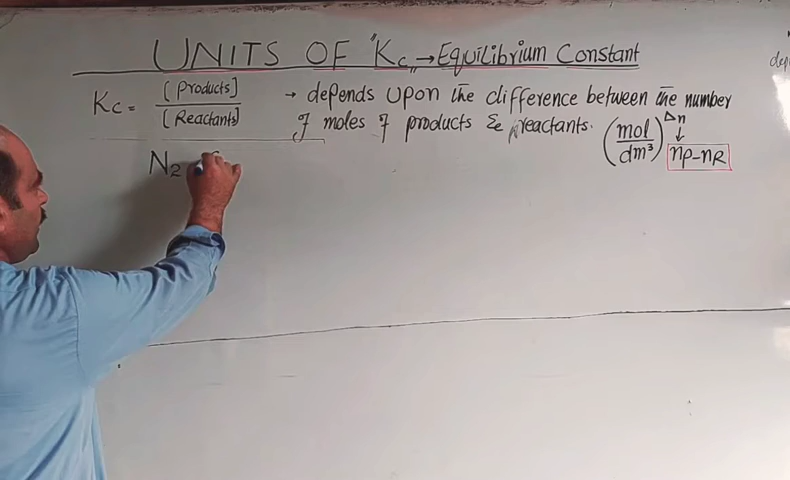 UNITS OF "Kc → Equilibrium Constant
Kc = [Products] / [Reactants]
→ depends upon the difference between the number
of moles of products & reactants. (mol/dm³)^Δn
↓
nP-nR
N2
dep